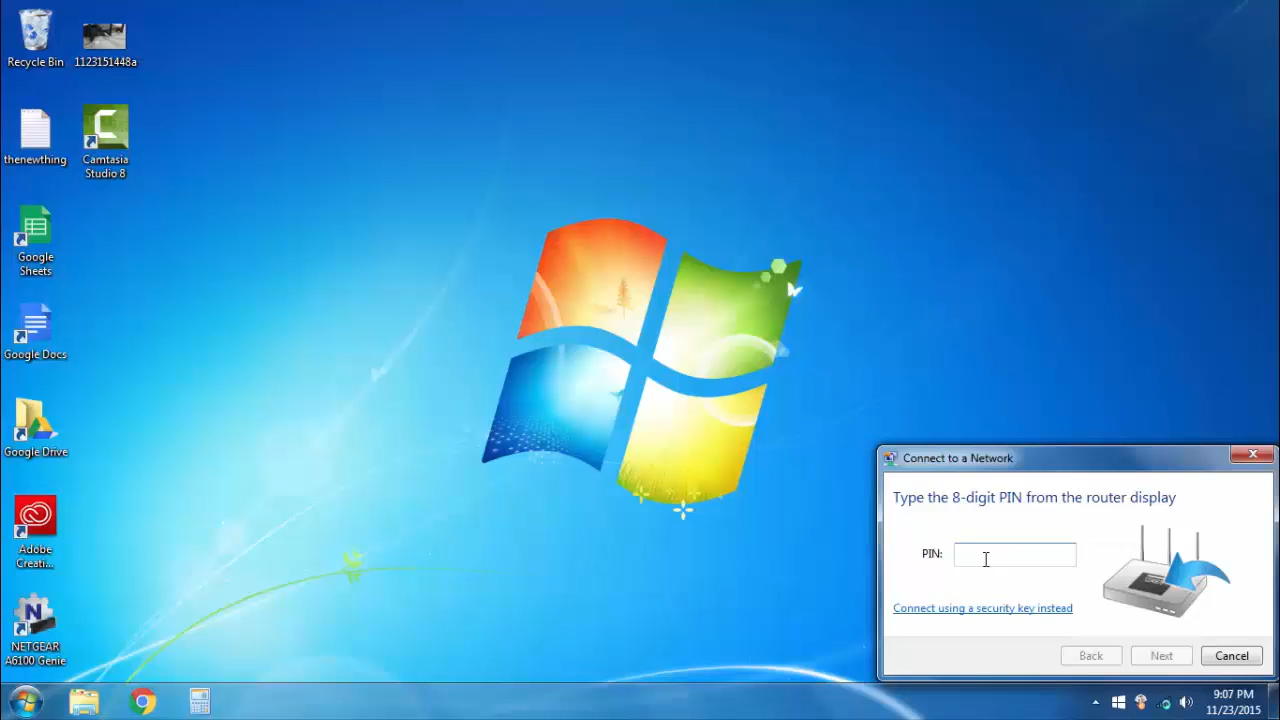 Recycle Bin
1123151448a
thenewthing
Camtasia
Studio 8
Google
Sheets
Google Docs
Google Drive
Adobe
Creati...
N
NETGEAR
A6100 Genie
Connect to a Network
Type the 8-digit PIN from the router display
PIN:
Connect using a security key instead
Back
Next
Cancel
9:07 PM
11/23/2015